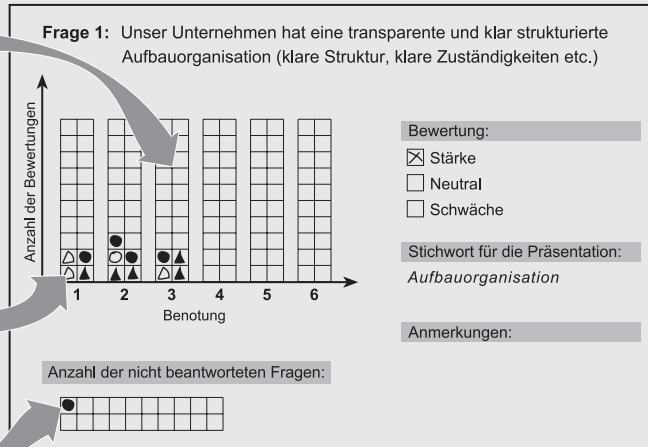 Frage 1: Unser Unternehmen hat eine transparente und klar strukturierte
Aufbauorganisation (klare Struktur, klare Zuständigkeiten etc.)
Anzahl der Bewertungen
1 2 3 4 5 6
Benotung
Bewertung:
Stärke
Neutral
Schwäche
Stichwort für die Präsentation:
Aufbauorganisation
Anmerkungen:
Anzahl der nicht beantworteten Fragen: